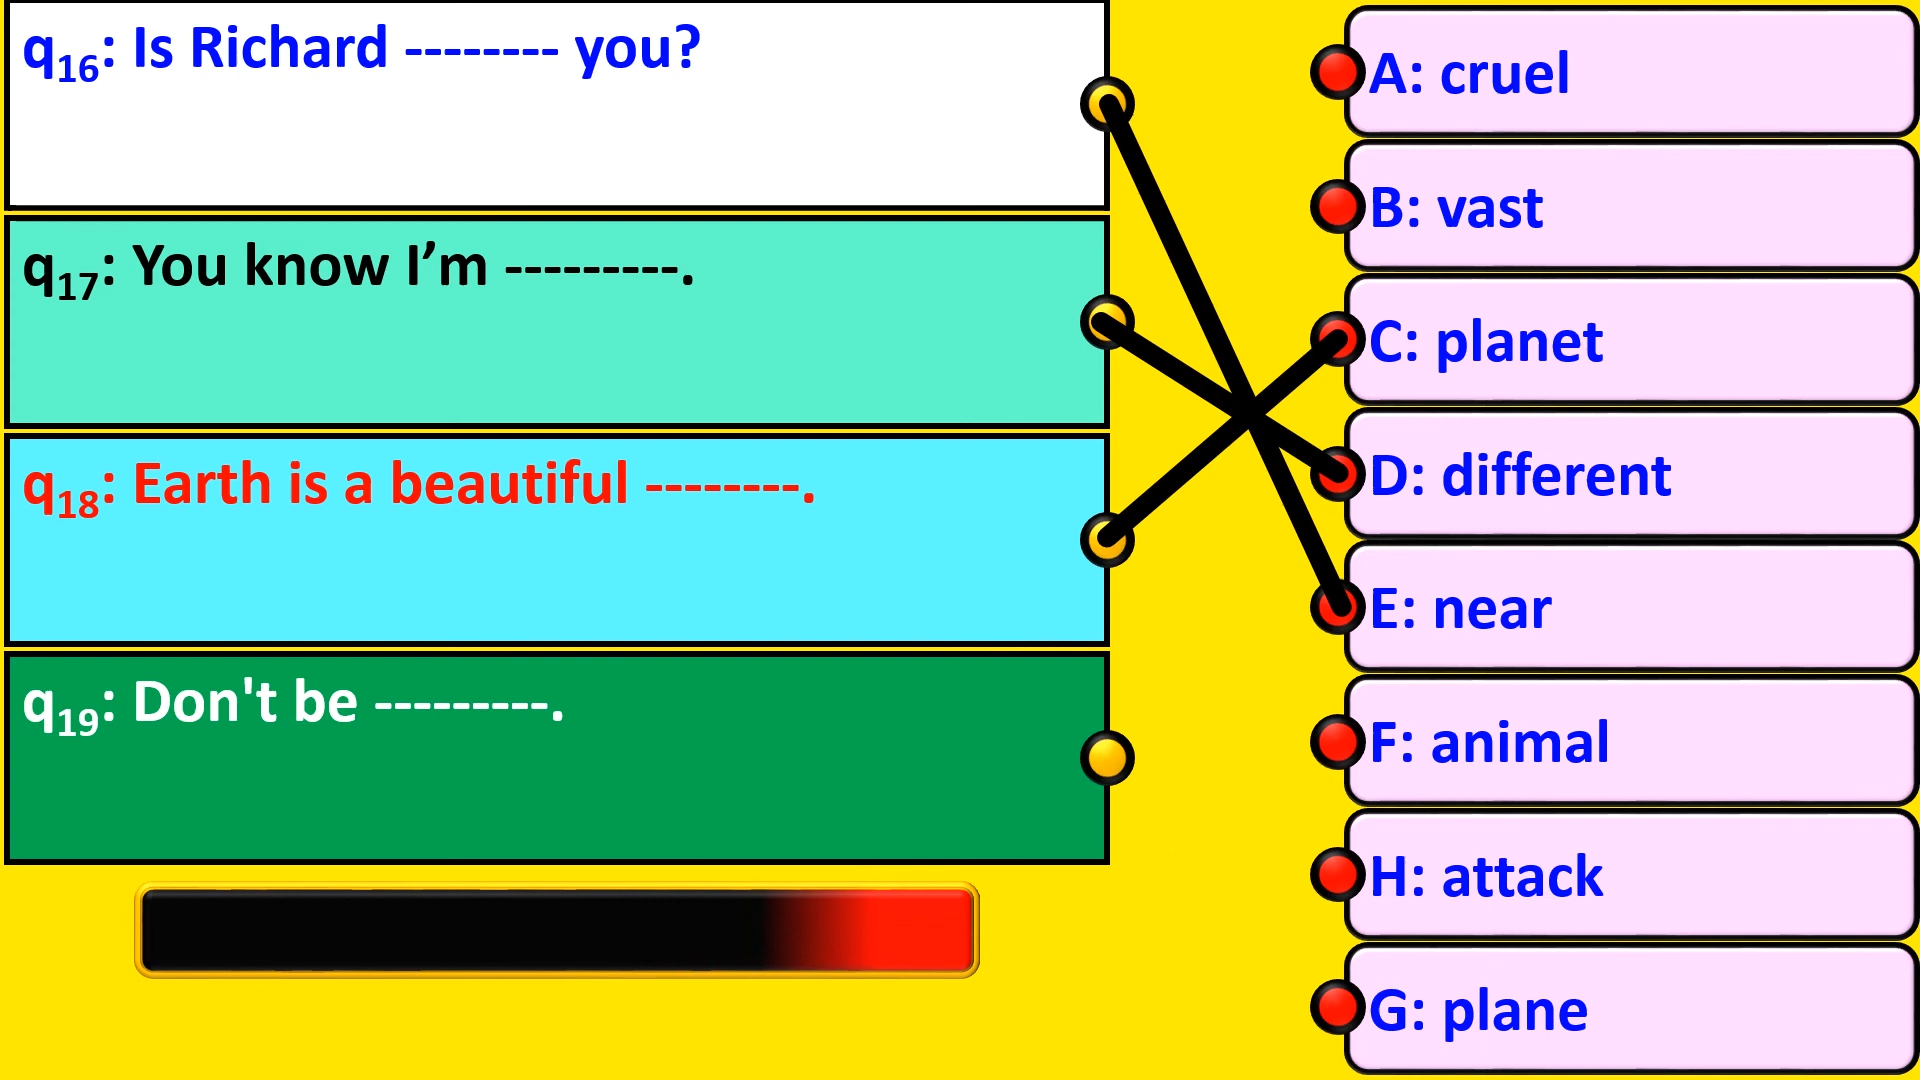 q16: Is Richard -------- you?
q17: You know I’m ---------.
q18: Earth is a beautiful --------.
q19: Don't be ---------.
A: cruel
B: vast
C: planet
D: different
E: near
F: animal
H: attack
G: plane